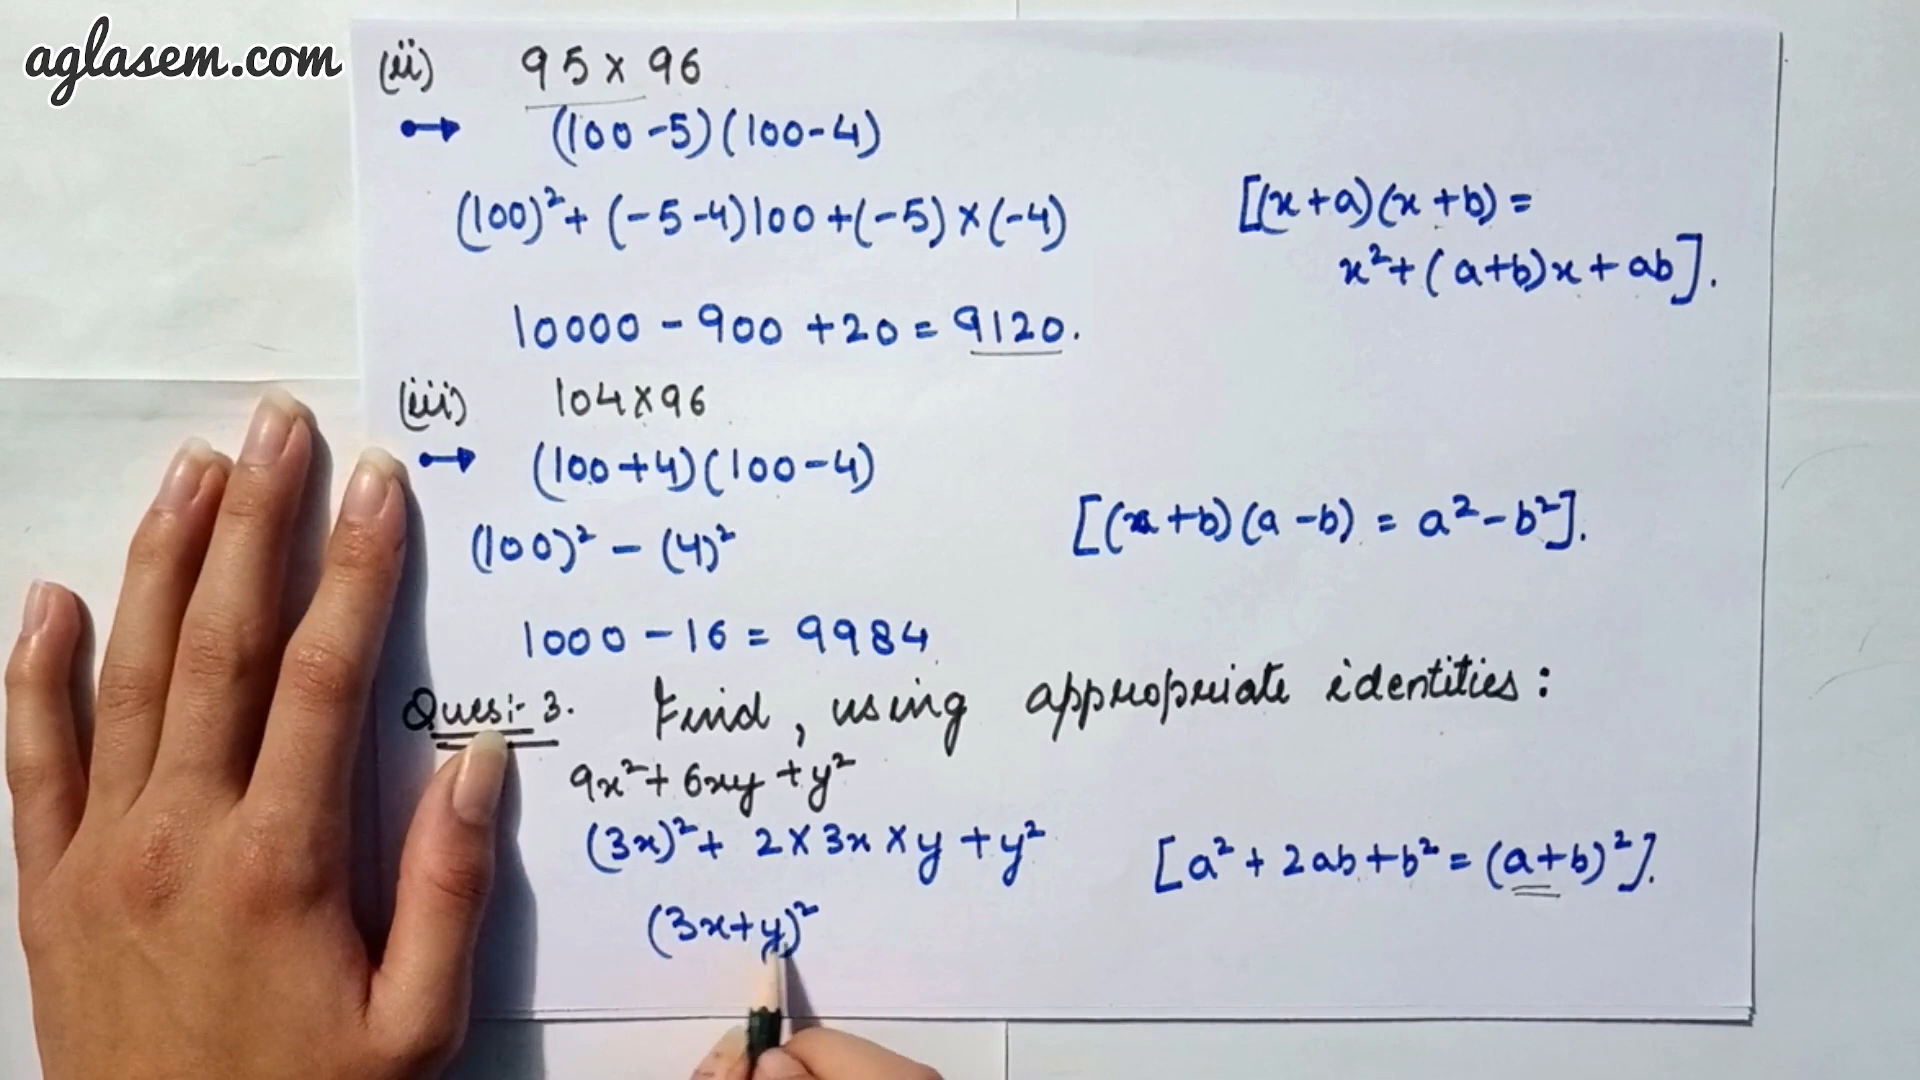 aglasem.com
(ii) 95 x 96
(100 - 5) (100 - 4)
(100)² + (-5 -4)100 + (-5) × (-4)
[(x + a) (x + b) =
x² + (a+b)x + ab].
10000 - 900 + 20 = 9120.
(iii) 104 x 96
(100 + 4) (100 - 4)
(100)² - (4)²
[(a + b) (a - b) = a² - b²].
1000 - 16 = 9984
Ques:- 3. Find, using appropriate identities:
9x² + 6xy + y²
(3x)² + 2 × 3x × y + y²
[a² + 2ab + b² = (a+b)²].
(3x+y)²